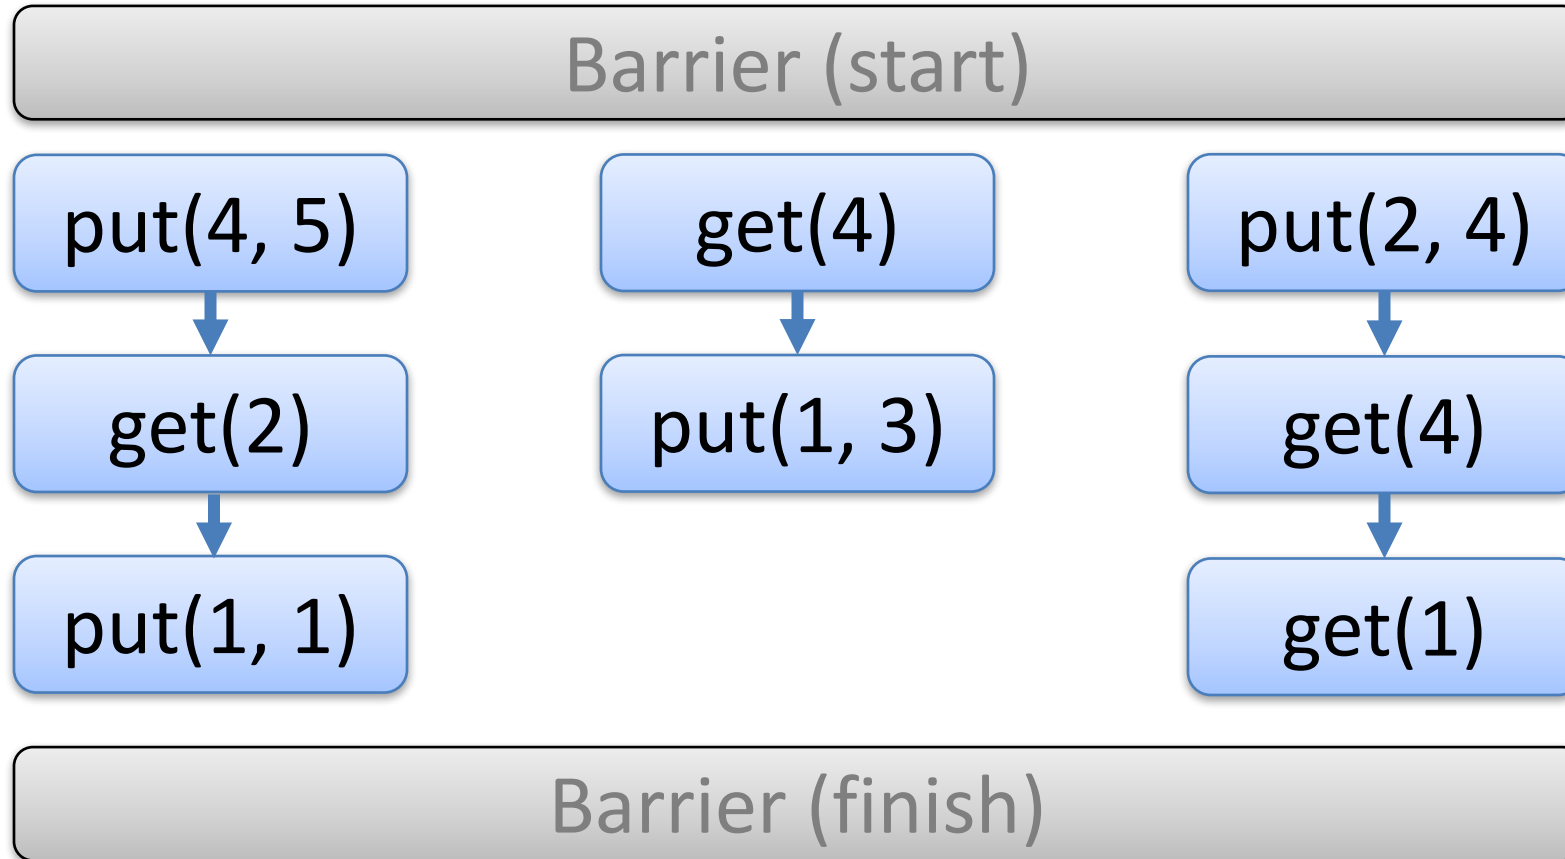 Barrier (start)
put(4, 5)
get(2)
put(1, 1)
get(4)
put(1, 3)
put(2, 4)
get(4)
get(1)
Barrier (finish)